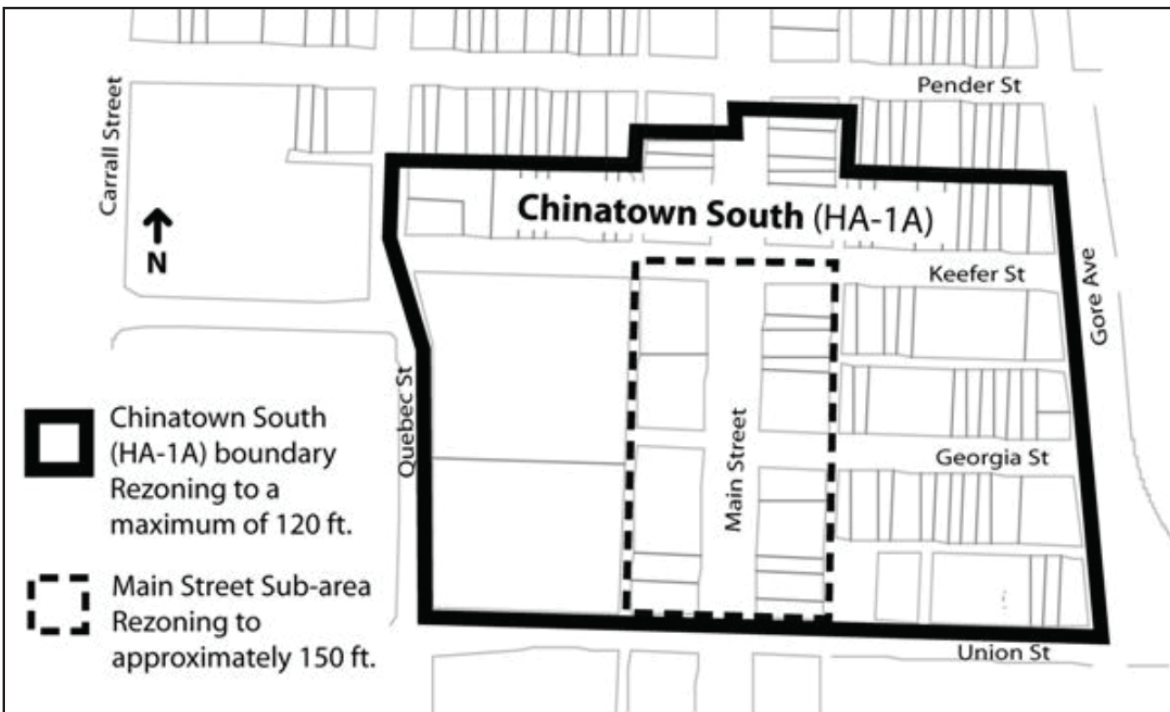 Pender St
Carrall Street
Chinatown South (HA-1A)
N
Keefer St
Gore Ave
Quebec St
Main Street
Georgia St
Union St
Chinatown South
(HA-1A) boundary
Rezoning to a
maximum of 120 ft.
Main Street Sub-area
Rezoning to
approximately 150 ft.